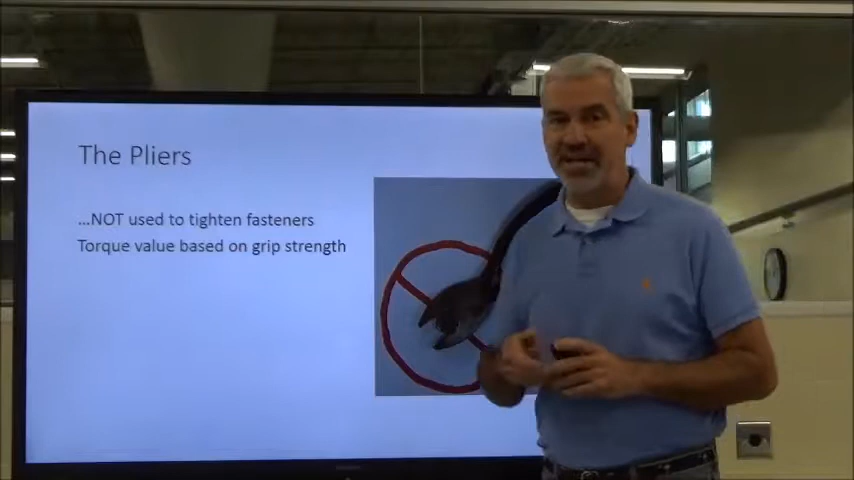 The Pliers
...NOT used to tighten fasteners
Torque value based on grip strength